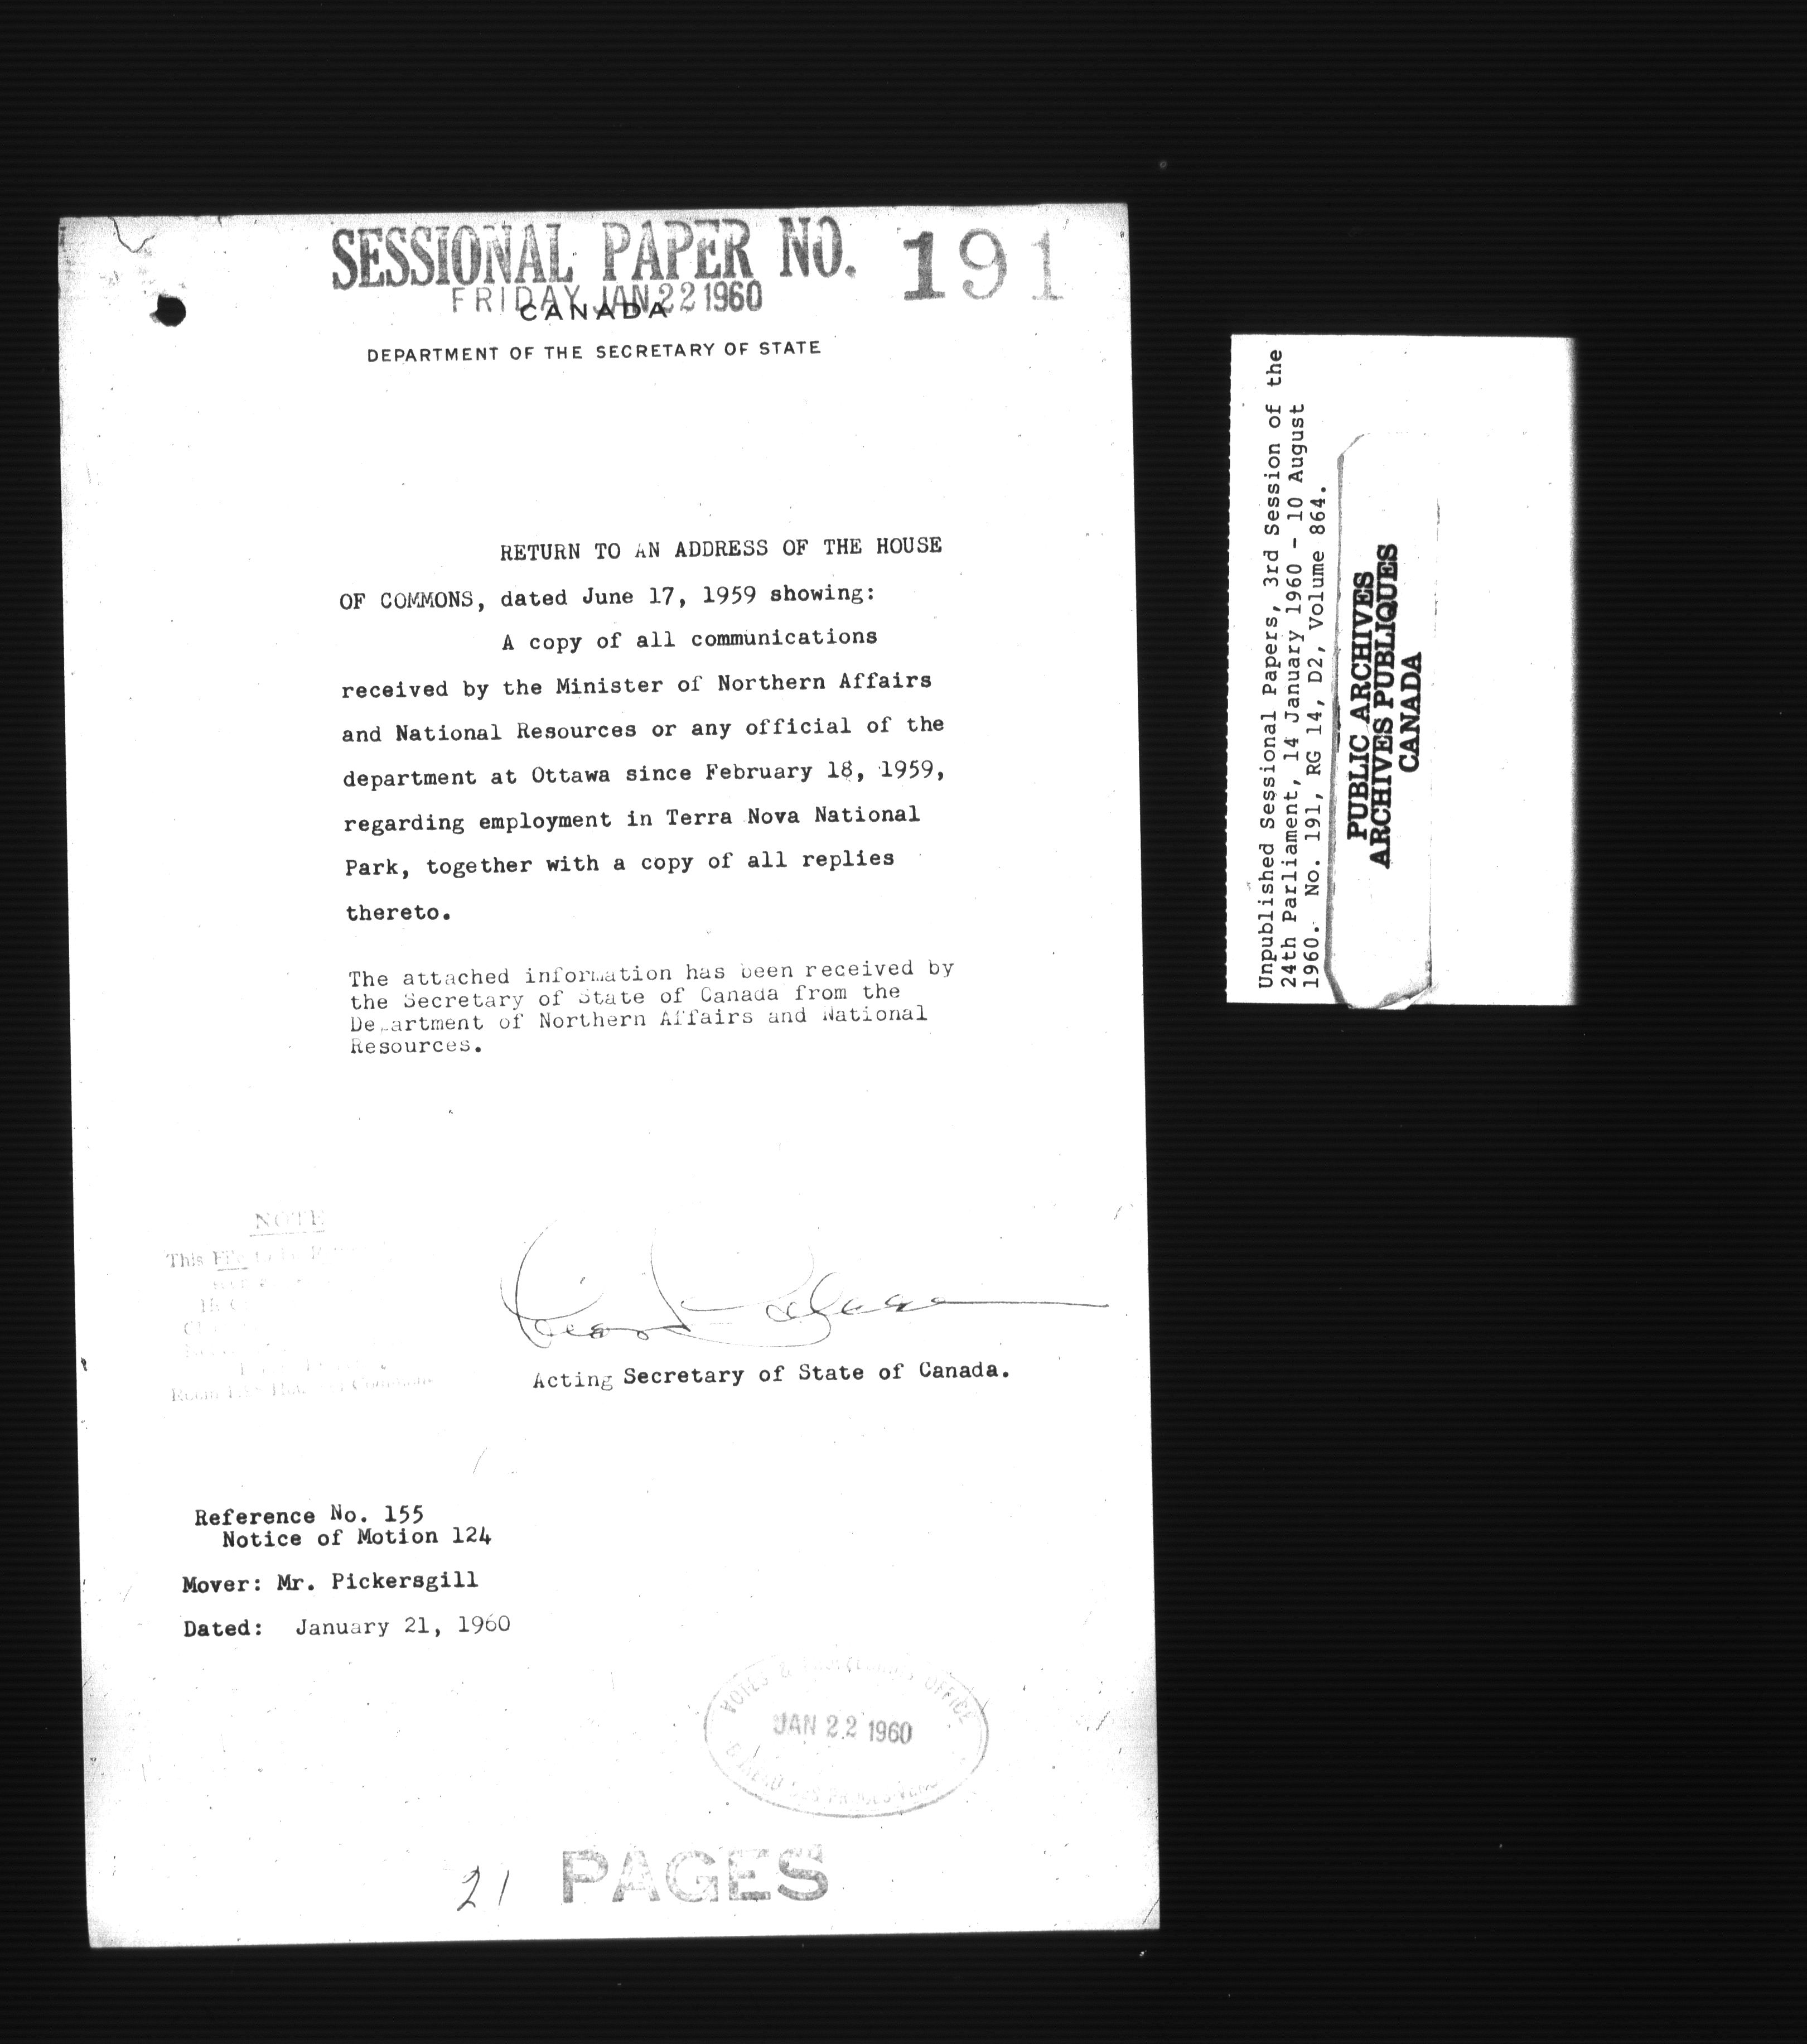 SESSIONAL PAPER NO. 191
FRIDAY JAN 22 1960
CANADA
DEPARTMENT OF THE SECRETARY OF STATE
RETURN TO AN ADDRESS OF THE HOUSE
OF COMMONS, dated June 17, 1959 showing:
A copy of all communications
received by the Minister of Northern Affairs
and National Resources or any official of the
department at Ottawa since February 18, 1959,
regarding employment in Terra Nova National
Park, together with a copy of all replies
thereto.
The attached information has been received by
the Secretary of State of Canada from the
Department of Northern Affairs and National
Resources.
NOTE
This File to be
Acting Secretary of State of Canada.
Reference No. 155
Notice of Motion 124
Mover: Mr. Pickersgill
Dated: January 21, 1960
VOTES & OFFICE
JAN 22 1960
21 PAGES
Unpublished Sessional Papers, 3rd Session of the
24th Parliament, 14 January 1960 - 10 August
1960. No. 191, RG 14, D2, Volume 864.
PUBLIC ARCHIVES
ARCHIVES PUBLIQUES
CANADA